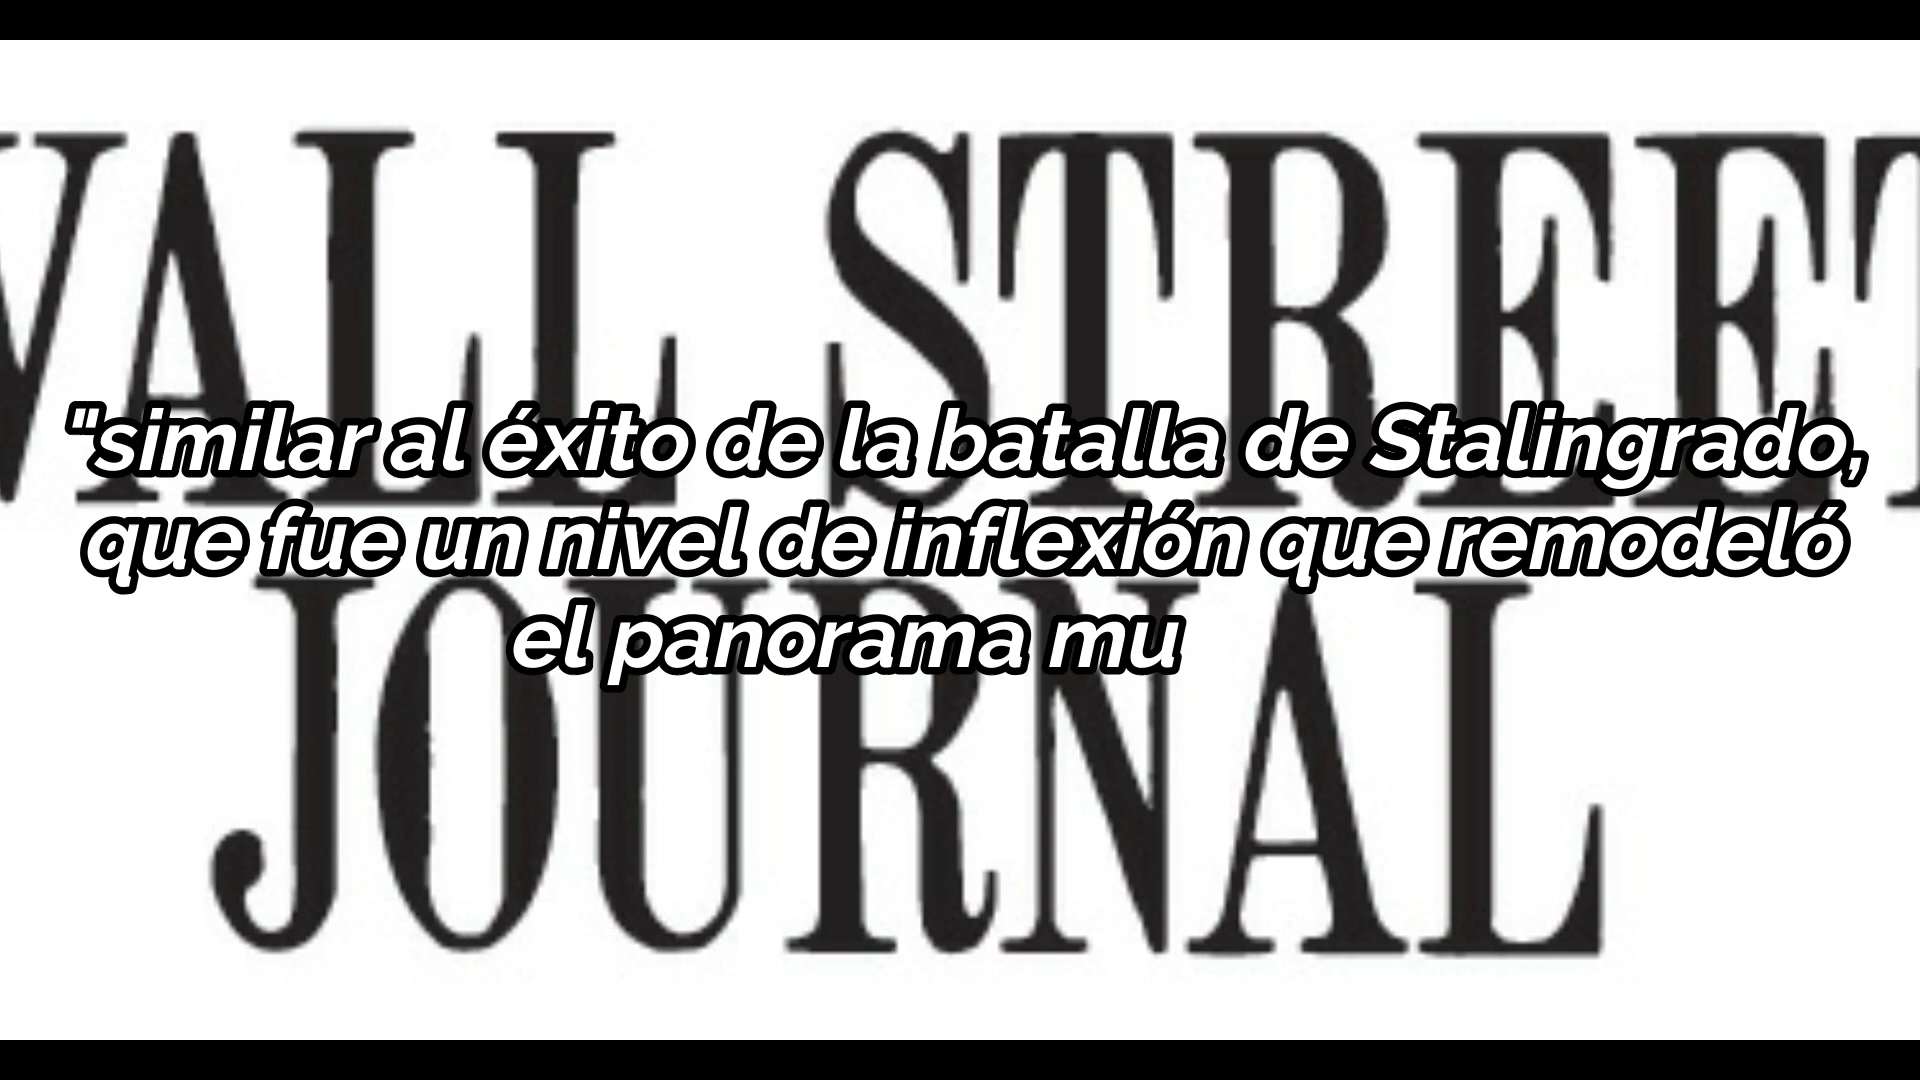 WALL STREET
"similar al éxito de la batalla de Stalingrado,
que fue un nivel de inflexión que remodeló
el panorama mu
JOURNAL